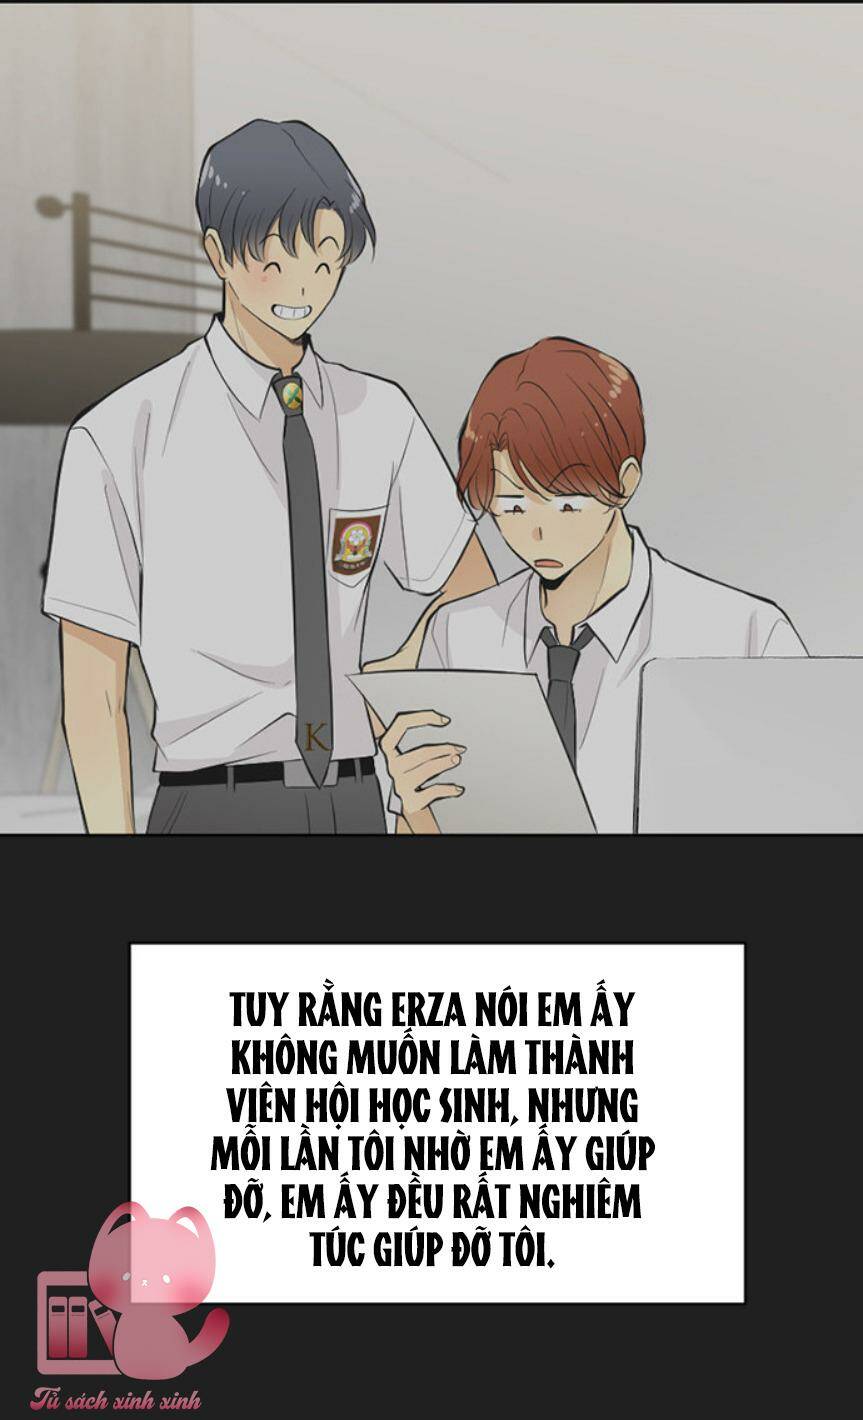 K
TUY RẰNG ERZA NÓI EM ẤY
KHÔNG MUỐN LÀM THÀNH
VIÊN HỘI HỌC SINH, NHƯNG
MỖI LẦN TÔI NHỜ EM ẤY GIÚP
ĐỠ, EM ẤY ĐỀU RẤT NGHIÊM
TÚC GIÚP ĐỠ TÔI.
Tủ sách xinh xinh